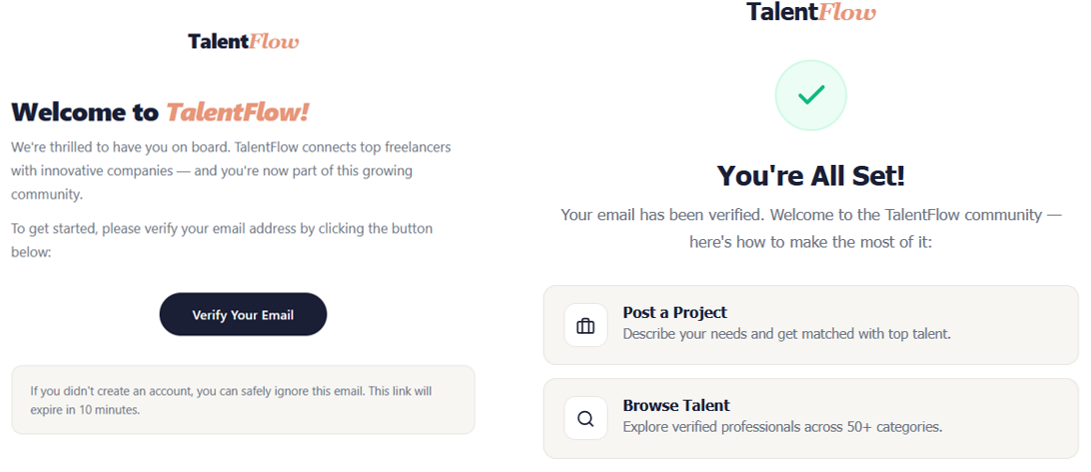 TalentFlow
Welcome to TalentFlow!
We're thrilled to have you on board. TalentFlow connects top freelancers
with innovative companies — and you're now part of this growing
community.
To get started, please verify your email address by clicking the button
below:
Verify Your Email
If you didn't create an account, you can safely ignore this email. This link will
expire in 10 minutes.
TalentFlow
You're All Set!
Your email has been verified. Welcome to the TalentFlow community —
here's how to make the most of it:
Post a Project
Describe your needs and get matched with top talent.
Browse Talent
Explore verified professionals across 50+ categories.